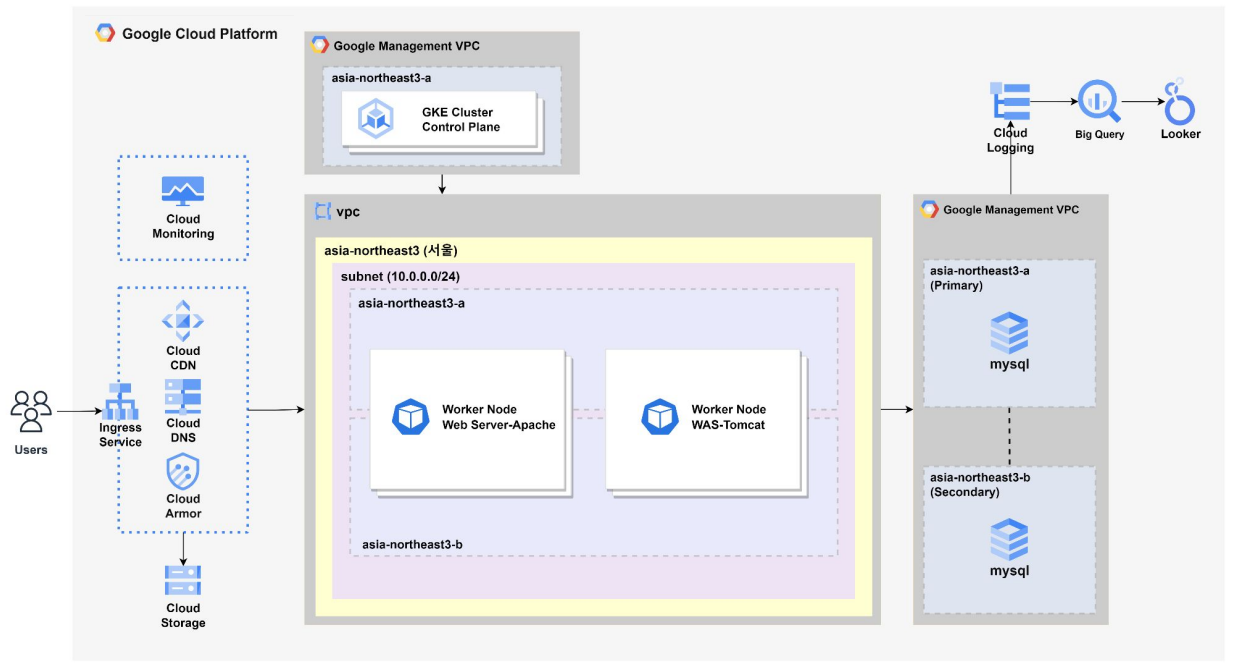 Google Cloud Platform
Google Management VPC
asia-northeast3-a
GKE Cluster
Control Plane
Cloud
Monitoring
Cloud
CDN
Cloud
DNS
Cloud
Armor
Ingress
Service
Users
Cloud
Storage
vpc
asia-northeast3 (서울)
subnet (10.0.0.0/24)
asia-northeast3-a
Worker Node
Web Server-Apache
Worker Node
WAS-Tomcat
asia-northeast3-b
Cloud
Logging
Big Query
Looker
Google Management VPC
asia-northeast3-a
(Primary)
mysql
asia-northeast3-b
(Secondary)
mysql